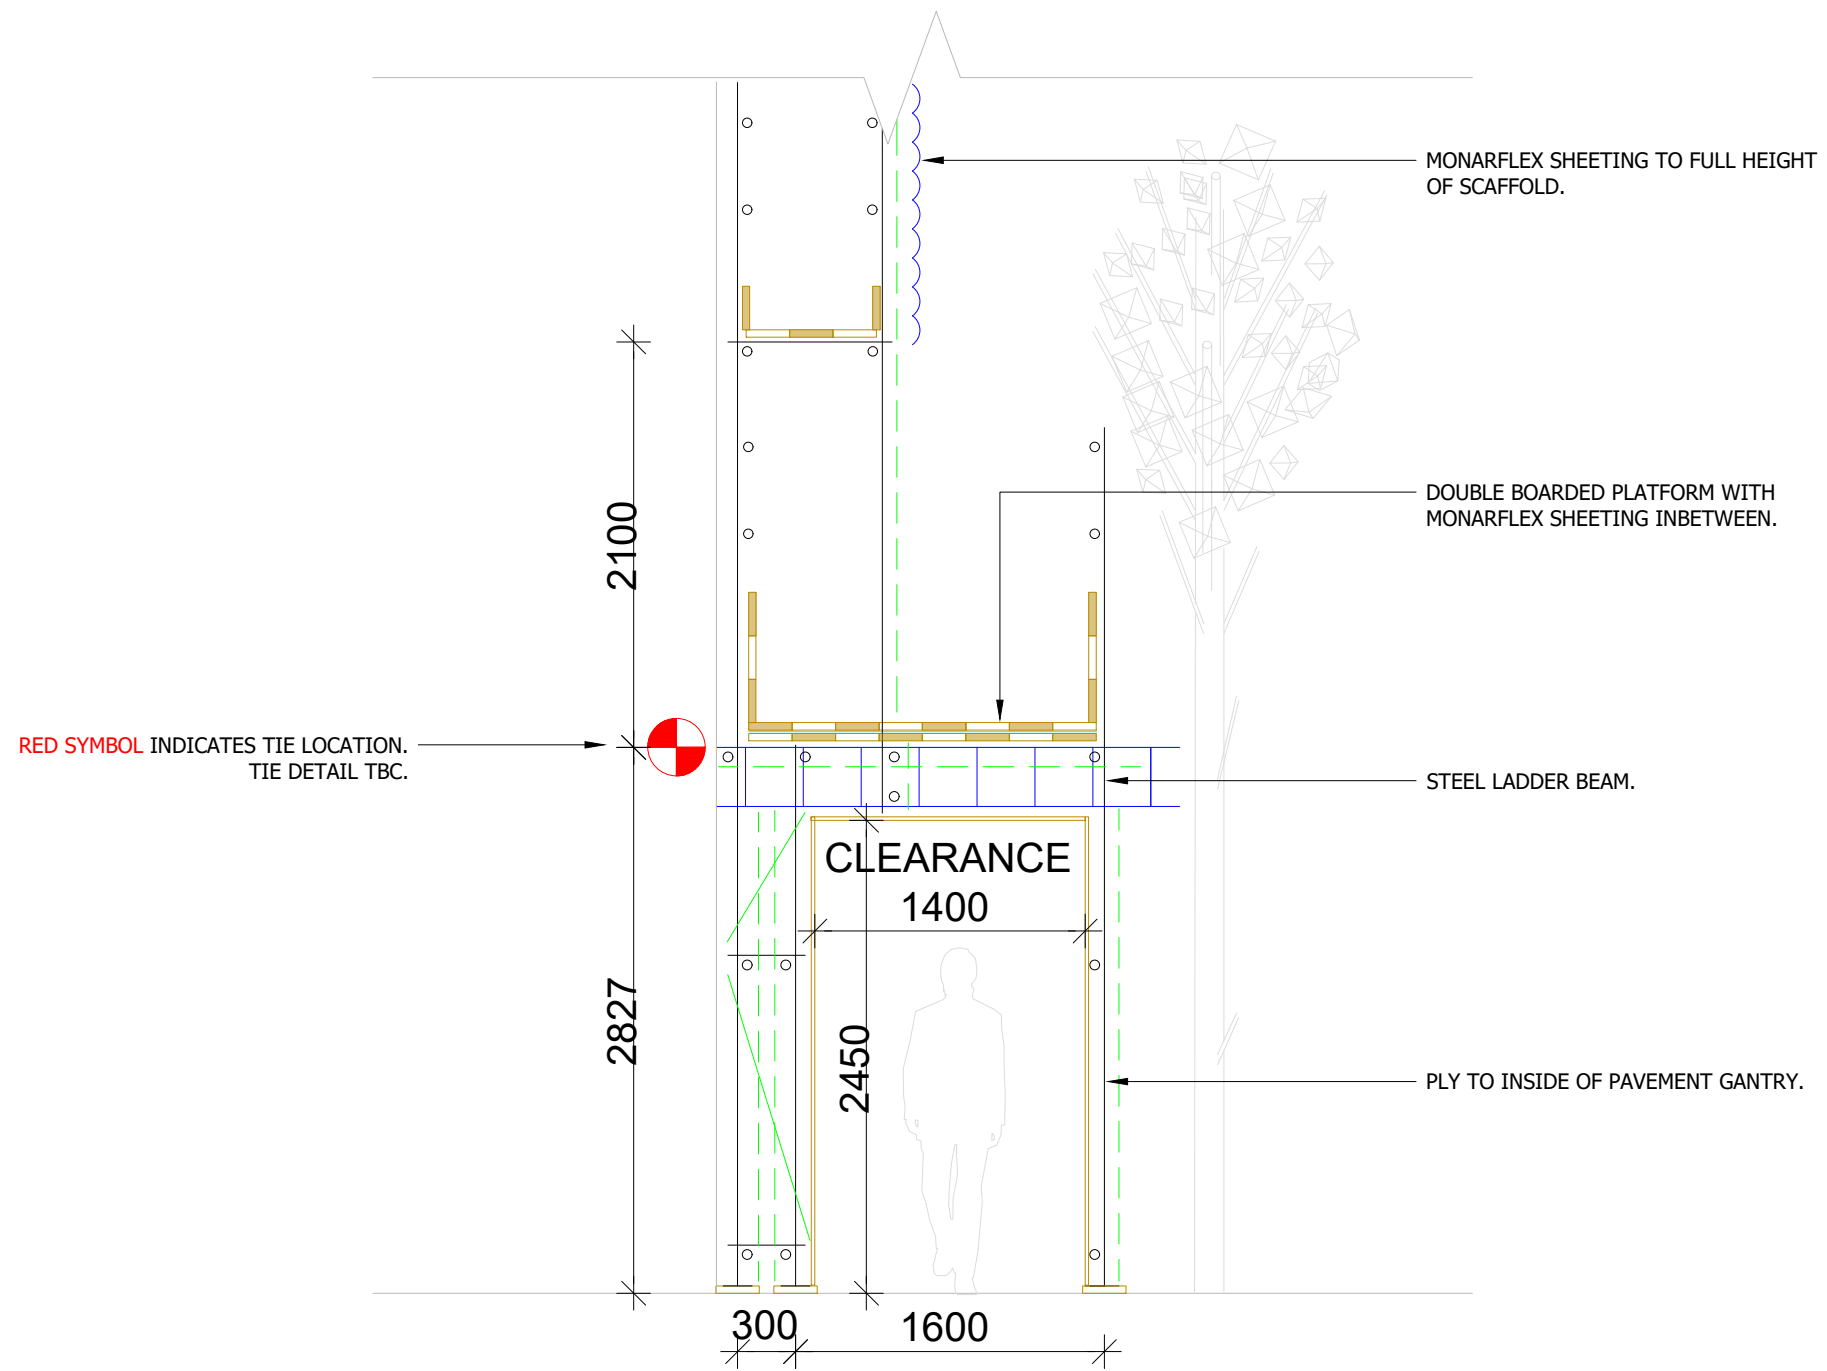 MONARFLEX SHEETING TO FULL HEIGHT
OF SCAFFOLD.
DOUBLE BOARDED PLATFORM WITH
MONARFLEX SHEETING INBETWEEN.
2100
RED SYMBOL INDICATES TIE LOCATION.
TIE DETAIL TBC.
STEEL LADDER BEAM.
CLEARANCE
1400
2827
2450
PLY TO INSIDE OF PAVEMENT GANTRY.
300
1600